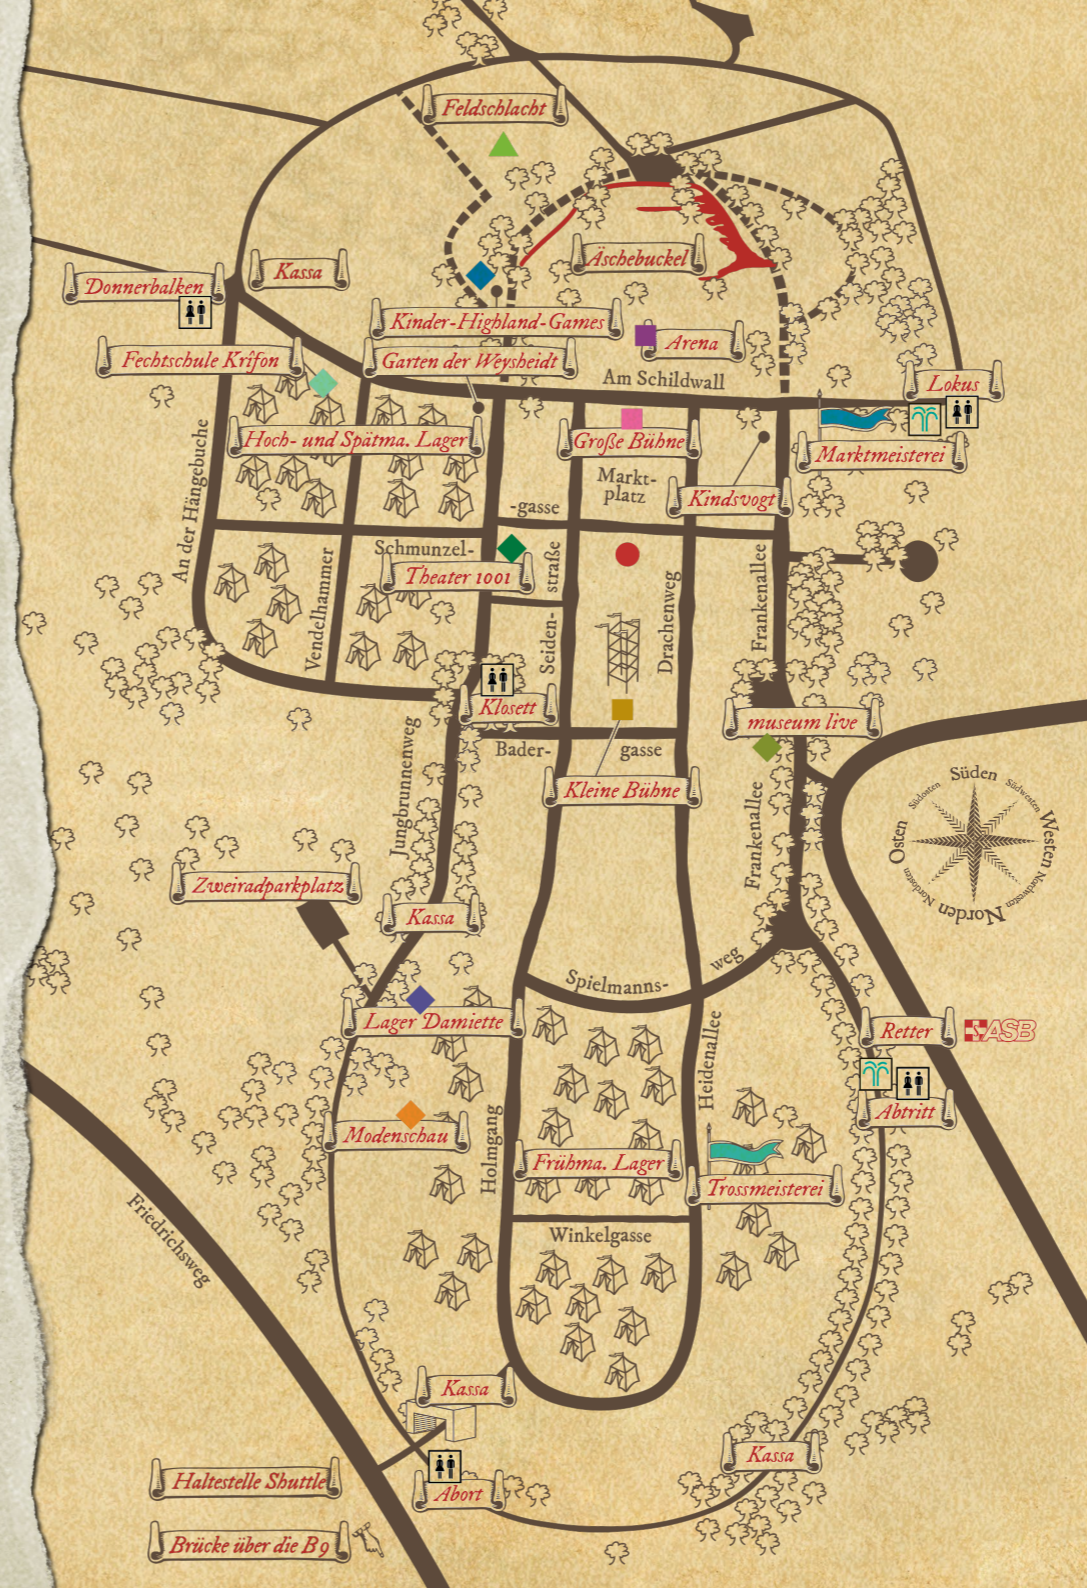 Feldschlacht
Äschebuckel
Kassa
Donnerbalken
Kinder-Highland-Games
Arena
Fechtschule Krîfon
Garten der Weysheidt
Am Schildwall
Lokus
Hoch- und Spätma. Lager
Große Bühne
Marktmeisterei
Markt-
platz
Kindsvogt
An der Hängebuche
-gasse
Schmunzel-
Theater 1001
straße
Seiden-
Vendelhammer
Drachenweg
Frankenallee
Klosett
museum live
Bader-
gasse
Jungbrunnenweg
Kleine Bühne
Frankenallee
Süden
Südwesten
Westen
Nordwesten
Norden
Nordosten
Osten
Südosten
Zweiradparkplatz
Kassa
Spielmanns-
weg
Lager Damiette
Heidenallee
Retter
ASB
Abtritt
Modenschau
Holmgang
Frühma. Lager
Trossmeisterei
Winkelgasse
Friedrichsweg
Kassa
Kassa
Haltestelle Shuttle
Abort
Brücke über die B9